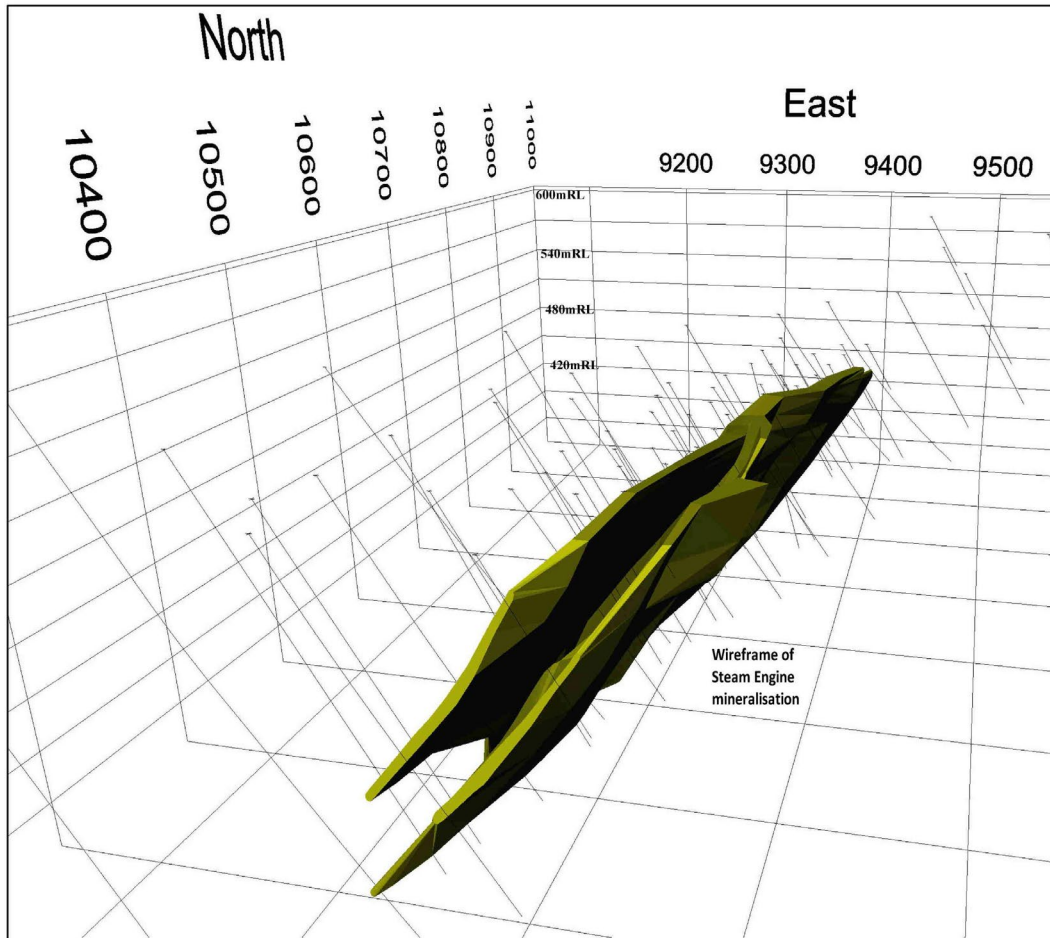 North
East
10400
10500
10600
10700
10800
10900
11000
9200
9300
9400
9500
600mRL
540mRL
480mRL
420mRL
Wireframe of
Steam Engine
mineralisation